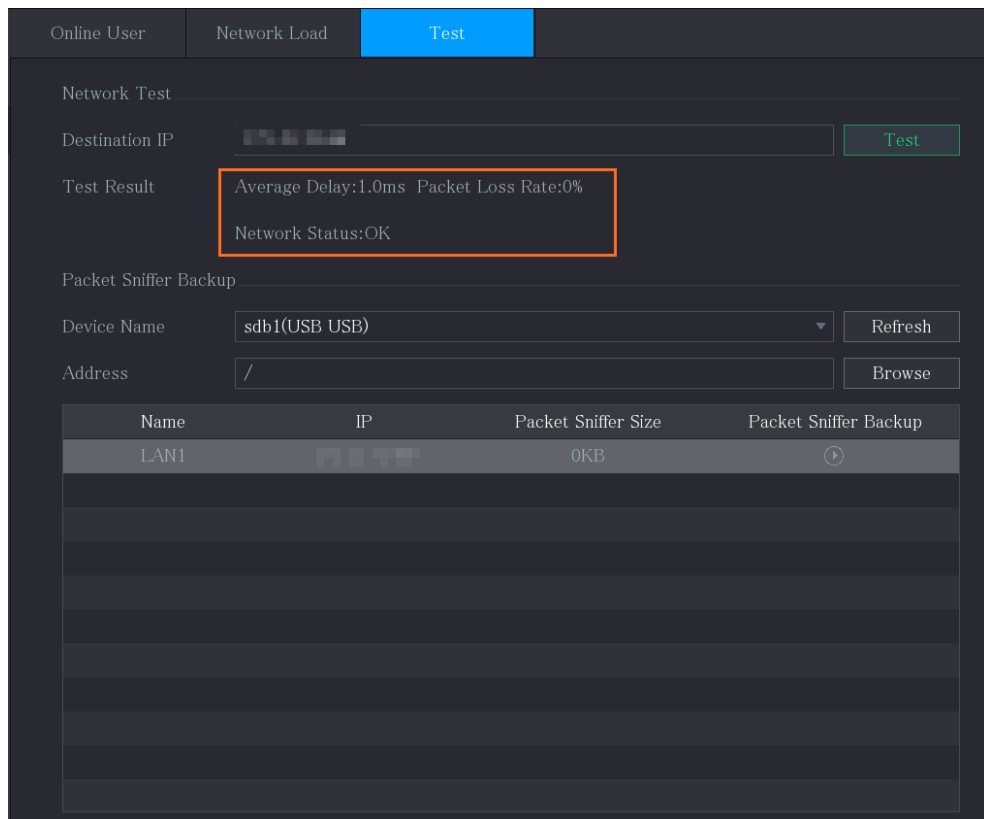 Online User Network Load Test
Network Test
Destination IP Test
Test Result Average Delay:1.0ms Packet Loss Rate:0%
Network Status:OK
Packet Sniffer Backup
Device Name sdb1(USB USB) Refresh
Address / Browse
Name IP Packet Sniffer Size Packet Sniffer Backup
LAN1 0KB